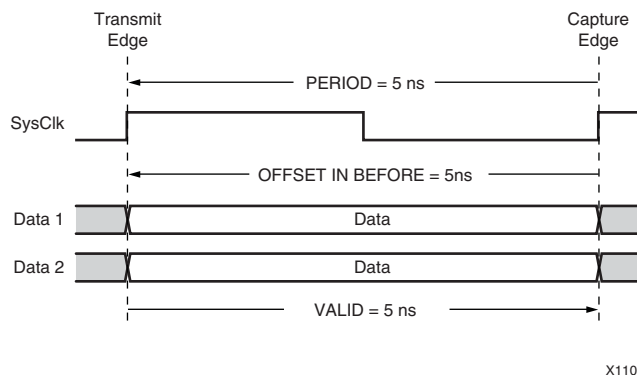 Transmit
Edge
Capture
Edge
PERIOD = 5 ns
SysClk
OFFSET IN BEFORE = 5ns
Data 1
Data
Data 2
Data
VALID = 5 ns
X110